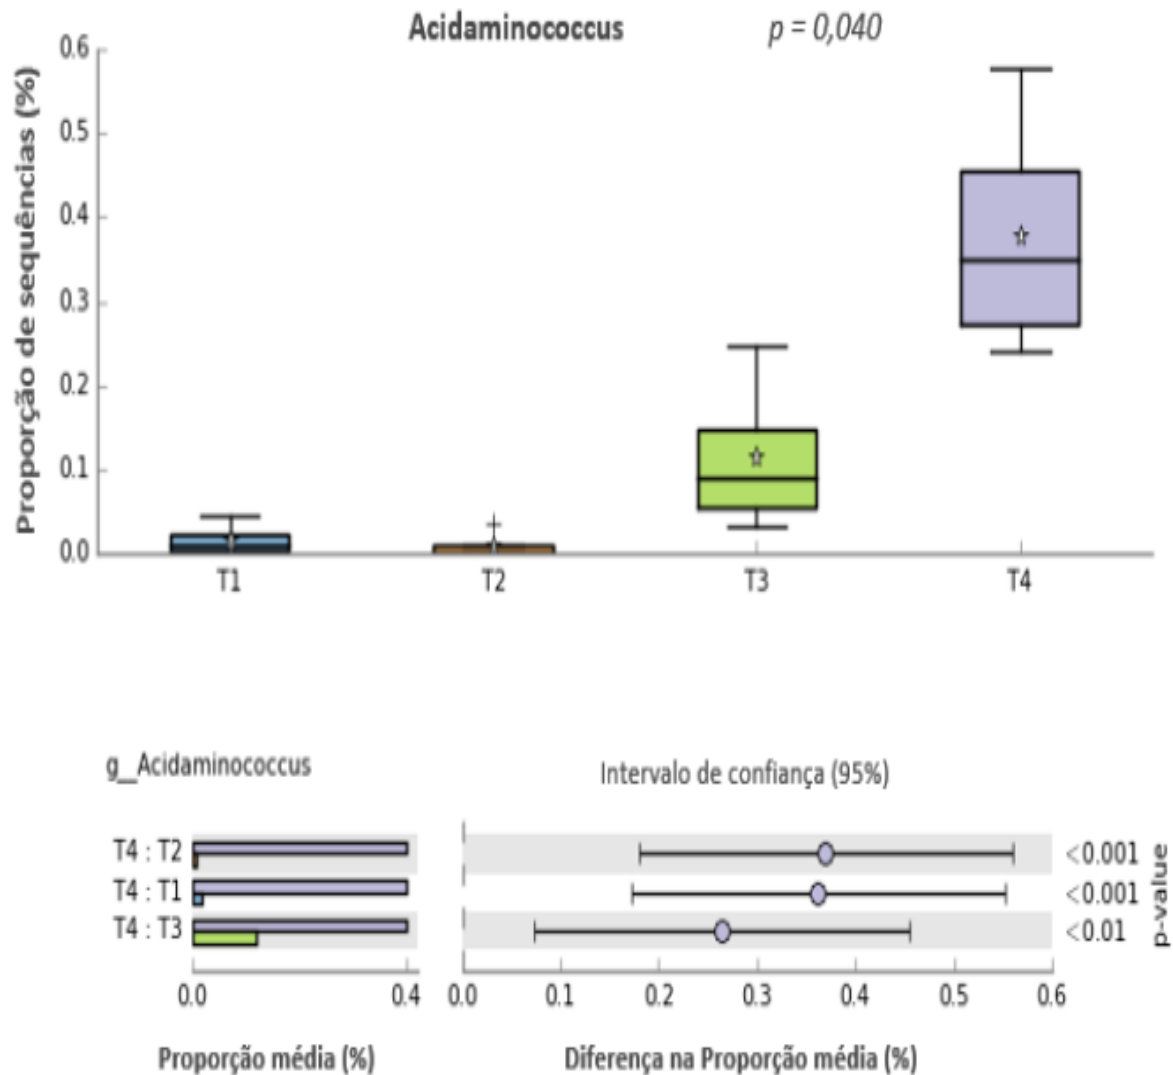 Acidaminococcus p = 0,040
Proporção de sequências (%)
0.6
0.5
0.4
0.3
0.2
0.1
0.0
T1 T2 T3 T4
g__Acidaminococcus
Intervalo de confiança (95%)
T4 : T2 <0.001
T4 : T1 <0.001
T4 : T3 <0.01
p-value
0.0 0.4 0.0 0.1 0.2 0.3 0.4 0.5 0.6
Proporção média (%) Diferença na Proporção média (%)